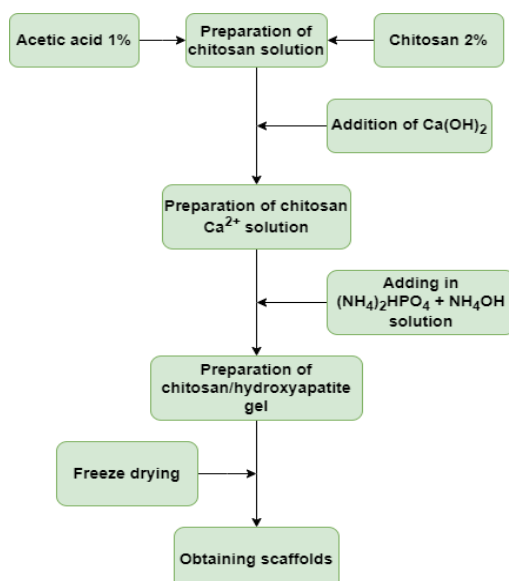 Acetic acid 1%
Preparation of
chitosan solution
Chitosan 2%
Addition of Ca(OH)2
Preparation of chitosan
Ca2+ solution
Adding in
(NH4)2HPO4 + NH4OH
solution
Preparation of
chitosan/hydroxyapatite
gel
Freeze drying
Obtaining scaffolds